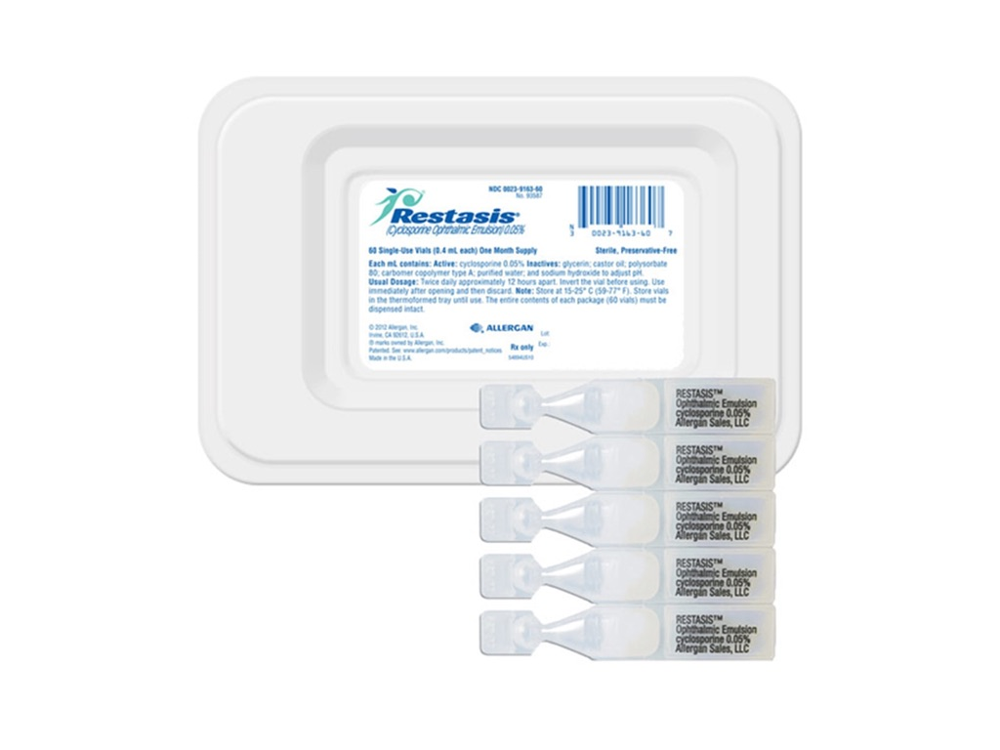 NDC 0023-9163-60
No. 93587
Restasis®
(Cyclosporine Ophthalmic Emulsion) 0.05%
N
3 0023-9163-60 7
60 Single-Use Vials (0.4 mL each) One Month Supply
Sterile, Preservative-Free
Each mL contains: Active: cyclosporine 0.05% Inactives: glycerin; castor oil; polysorbate
80; carbomer copolymer type A; purified water; and sodium hydroxide to adjust pH.
Usual Dosage: Twice daily approximately 12 hours apart. Invert the vial before using. Use
immediately after opening and then discard. Note: Store at 15-25° C (59-77° F). Store vials
in the thermoformed tray until use. The entire contents of each package (60 vials) must be
dispensed intact.
© 2012 Allergan, Inc.
Irvine, CA 92612, U.S.A.
® marks owned by Allergan, Inc.
Patented. See: www.allergan.com/products/patent_notices
Made in the U.S.A.
ALLERGAN
Rx only
Lot:
Exp.:
RESTASIS™
Ophthalmic Emulsion
cyclosporine 0.05%
Allergan Sales, LLC
RESTASIS™
Ophthalmic Emulsion
cyclosporine 0.05%
Allergan Sales, LLC
RESTASIS™
Ophthalmic Emulsion
cyclosporine 0.05%
Allergan Sales, LLC
RESTASIS™
Ophthalmic Emulsion
cyclosporine 0.05%
Allergan Sales, LLC
RESTASIS™
Ophthalmic Emulsion
cyclosporine 0.05%
Allergan Sales, LLC